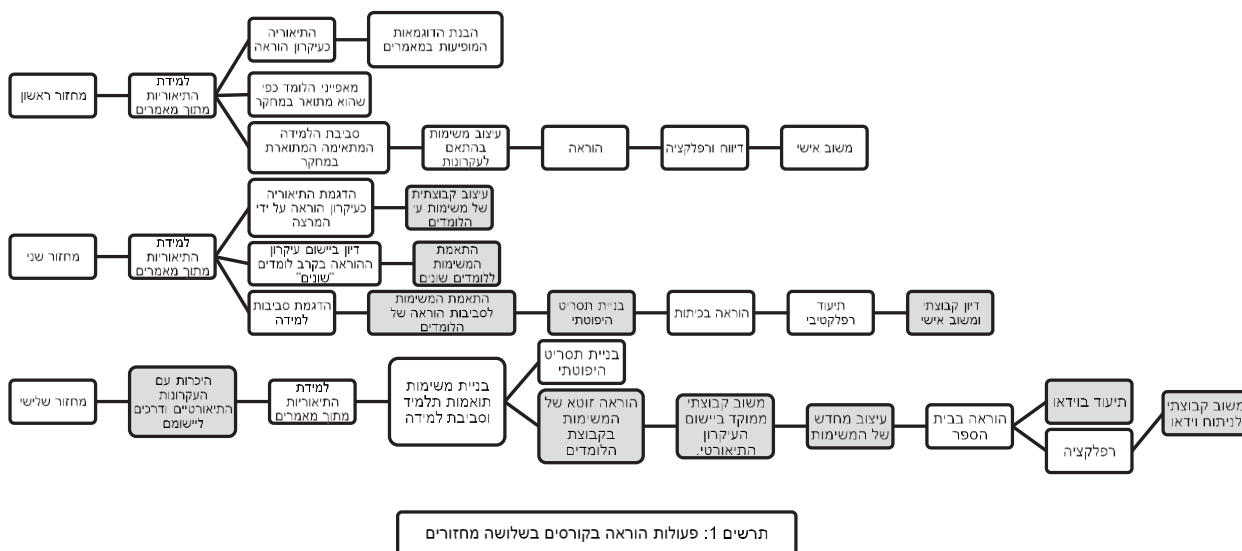 התיאוריה
כעיקרון הוראה
הבנת הדוגמאות
המופיעות במאמרים
מחזור ראשון
למידת
התיאוריות
מתוך מאמרים
מאפייני הלומד כפי
שהוא מתואר במחקר
סביבת הלמידה
המתאימה המתוארת
במחקר
עיצוב משימות
בהתאם
לעקרונות
הוראה
דיווח ורפלקציה
משוב אישי
הדגמת התיאוריה
כעיקרון הוראה על ידי
המרצה
עיצוב קבוצתית
של משימות עי
הלומדים
מחזור שני
למידת
התיאוריות
מתוך מאמרים
דיון ביישום עיקרון
ההוראה בקרב לומדים
"שונים"
התאמת
המשימות
ללומדים שונים
הדגמת סביבות
למידה
התאמת המשימות
לסביבות הוראה של
הלומדים
בניית תסריט
היפוטתי
הוראה בכיתות
תיעוד
רפלקטיבי
דיון קבוצתי
ומשוב אישי
מחזור שלישי
היכרות עם
העקרונות
התיאורטיים ודרכים
ליישומם
למידת
התיאוריות
מתוך מאמרים
בניית משימות
תואמות תלמיד
וסביבת למידה
בניית תסריט
היפוטתי
הוראה זוטא של
המשימות
בקבוצת
הלומדים
משוב קבוצתי
ממוקד ביישום
העיקרון
התיאורטי.
עיצוב מחדש
של המשימות
הוראה בבית
הספר
תיעוד בוידאו
רפלקציה
משוב קבוצתי
לניתוח וידאו
תרשים 1: פעולות הוראה בקורסים בשלושה מחזורים